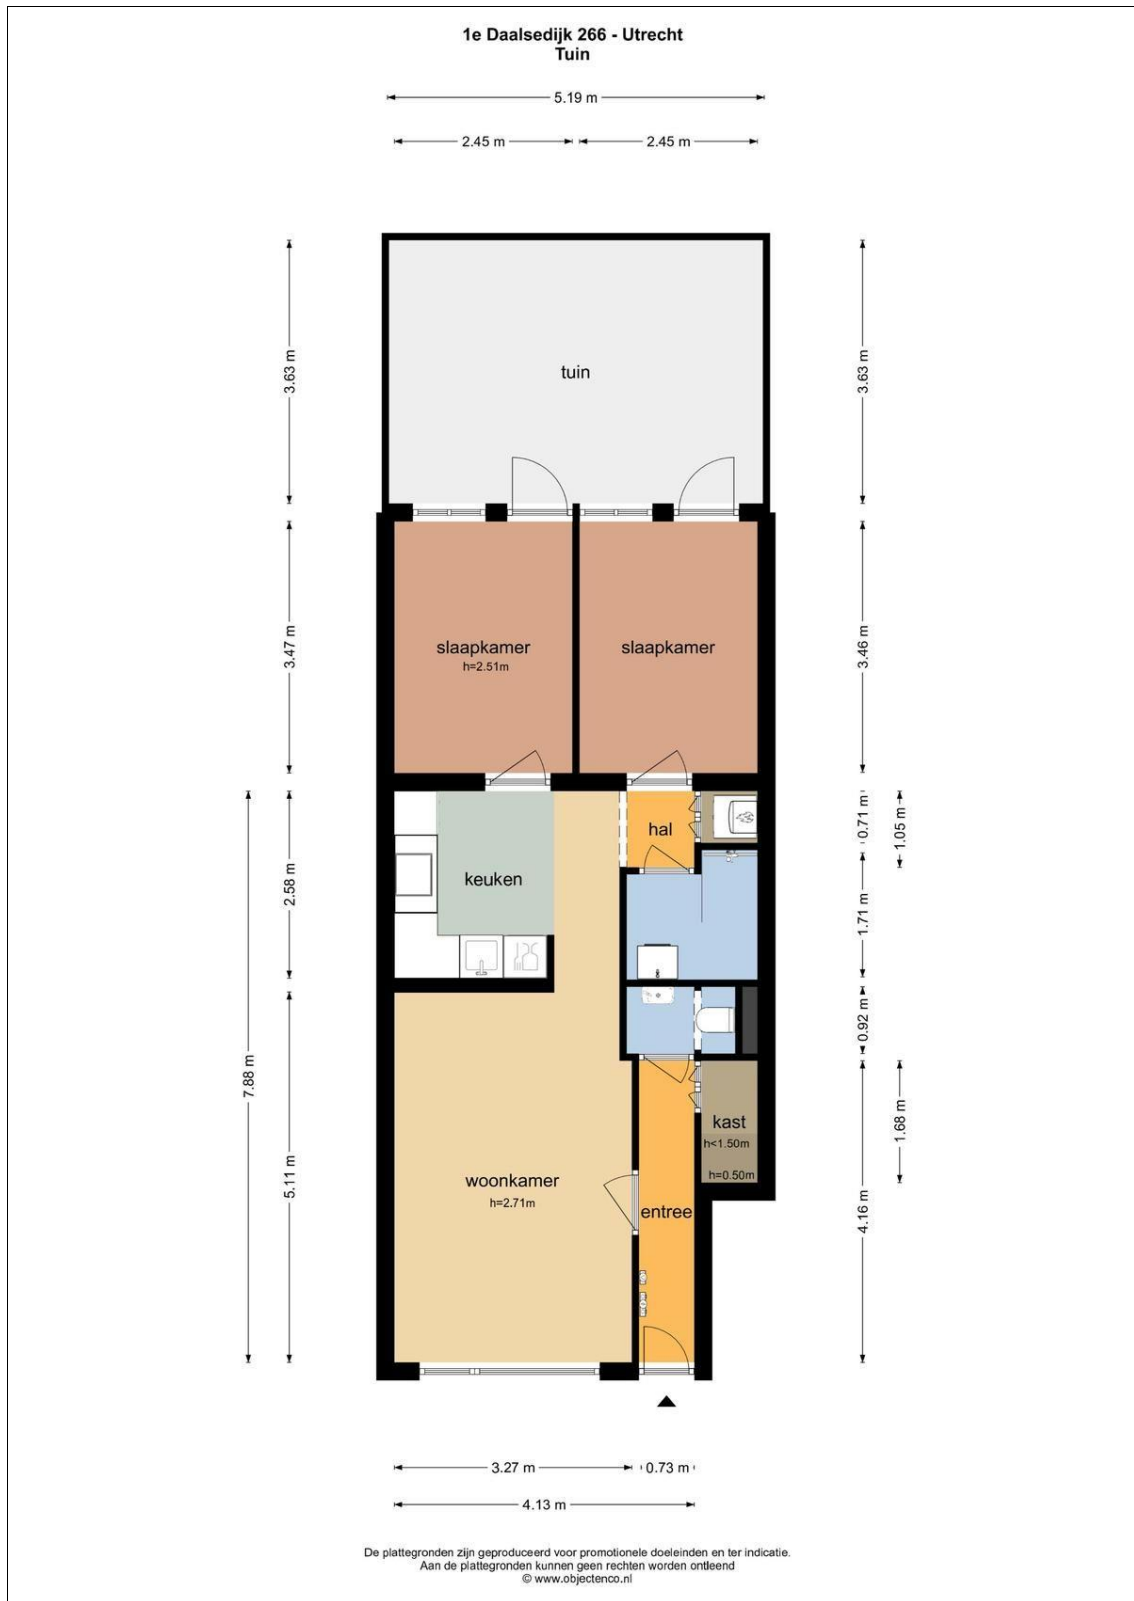 1e Daalsedijk 266 - Utrecht
Tuin
5.19 m
2.45 m 2.45 m
3.63 m
tuin
3.63 m
3.47 m
slaapkamer
h=2.51m
slaapkamer
3.46 m
7.88 m
2.58 m
keuken
hal
0.71 m
1.05 m
1.71 m
0.92 m
5.11 m
woonkamer
h=2.71m
entree
kast
h<1.50m
h=0.50m
4.16 m
1.68 m
3.27 m 0.73 m
4.13 m
De plattegronden zijn geproduceerd voor promotionele doeleinden en ter indicatie.
Aan de plattegronden kunnen geen rechten worden ontleend
© www.objectenco.nl